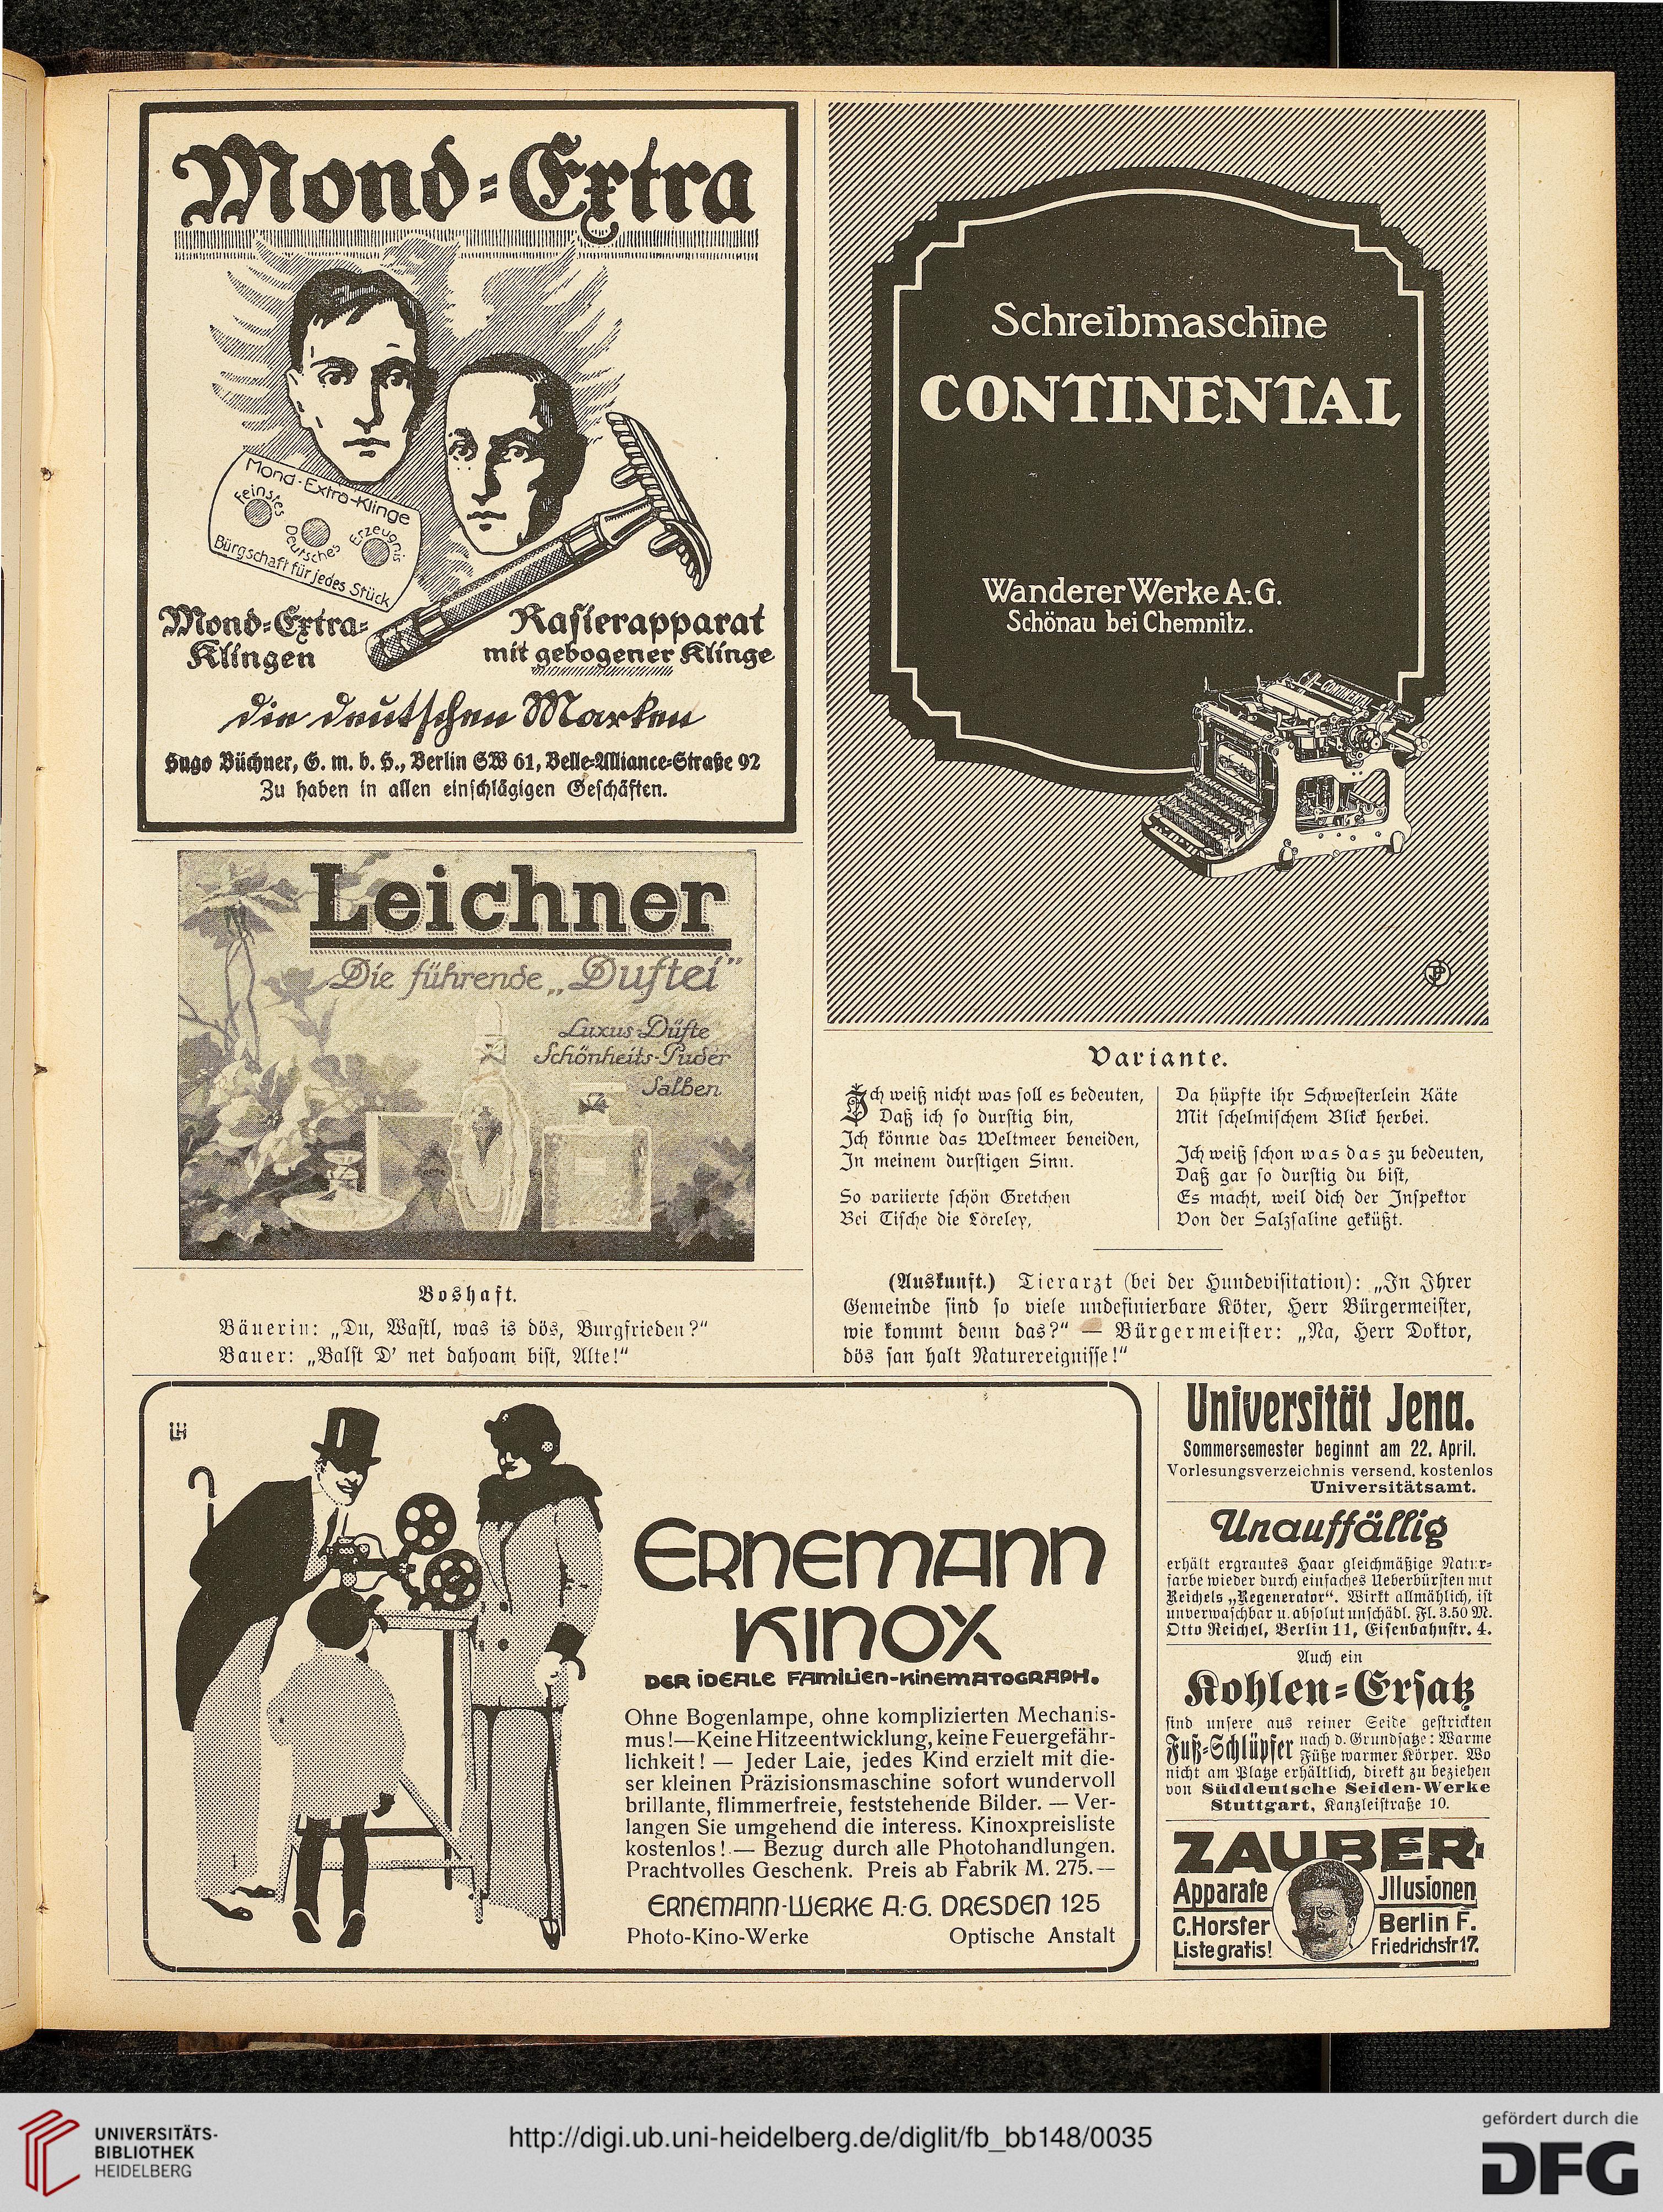 Mond-Extra
Mond-Extra-Klinge
Feinstes Deutsches Erzeugnis
Bürgschaft für jedes Stück
Mond-Extra-
Klingen
Rasierapparat
mit gebogener Klinge
die deutschen Marken
Hugo Büchner, G. m. b. H., Berlin SW 61, Belle-Alliance-Straße 92
Zu haben in allen einschlägigen Geschäften.
Leichner
Die führende „Duftei"
Luxus-Düfte
Schönheits-Puder
Salben
Boshaft.
Bäuerin: „Du, Wastl, was is dös, Burgfrieden?"
Bauer: „Balst D' net dahoam bist, Alte!"
Schreibmaschine
CONTINENTAL
Wanderer Werke A.-G.
Schönau bei Chemnitz.
CONTINENTAL
JP
Variante.
Ich weiß nicht was soll es bedeuten,
Daß ich so durstig bin,
Ich könnte das Weltmeer beneiden,
In meinem durstigen Sinn.
So variierte schön Gretchen
Bei Tische die Loreley,
Da hüpfte ihr Schwesterlein Käte
Mit schelmischem Blick herbei.
Ich weiß schon was das zu bedeuten,
Daß gar so durstig du bist,
Es macht, weil dich der Inspektor
Von der Salzsaline geküßt.
(Auskunft.) Tierarzt (bei der Hundevisitation): „In Ihrer
Gemeinde sind so viele undefinierbare Köter, Herr Bürgermeister,
wie kommt denn das?" — Bürgermeister: „Na, Herr Doktor,
dös san halt Naturereignisse!"
LH
ERNEMANN
KINOX
DER IDEALE FAMILIEN-KINEMATOGRAPH.
Ohne Bogenlampe, ohne komplizierten Mechanis-
mus!—Keine Hitzeentwicklung, keine Feuergefähr-
lichkeit! — Jeder Laie, jedes Kind erzielt mit die-
ser kleinen Präzisionsmaschine sofort wundervoll
brillante, flimmerfreie, feststehende Bilder. — Ver-
langen Sie umgehend die interess. Kinoxpreisliste
kostenlos! — Bezug durch alle Photohandlungen.
Prachtvolles Geschenk. Preis ab Fabrik M. 275.—
ERNEMANN-WERKE A.-G. DRESDEN 125
Photo-Kino-Werke Optische Anstalt
Universität Jena.
Sommersemester beginnt am 22. April.
Vorlesungsverzeichnis versend. kostenlos
Universitätsamt.
Unauffällig
erhält ergrautes Haar gleichmäßige Natur-
farbe wieder durch einfaches Ueberbürsten mit
Reichels „Regenerator". Wirkt allmählich, ist
unverwaschbar u. absolut unschädl. Fl. 3.50 M.
Otto Reichel, Berlin 11, Eisenbahnstr. 4.
Auch ein
Kohlen-Ersatz
sind unsere aus reiner Seide gestrickten
Fuß-Schlüpfer nach d. Grundsatze: Warme
Füße warmer Körper. Wo
nicht am Platze erhältlich, direkt zu beziehen
von Süddeutsche Seiden-Werke
Stuttgart, Kanzleistraße 10.
ZAUBER-
Apparate Jllusionen
C. Horster Berlin F.
Liste gratis! Friedrichstr 17.
UNIVERSITÄTS-
BIBLIOTHEK
HEIDELBERG
http://digi.ub.uni-heidelberg.de/diglit/fb_bb148/0035
gefördert durch die
DFG